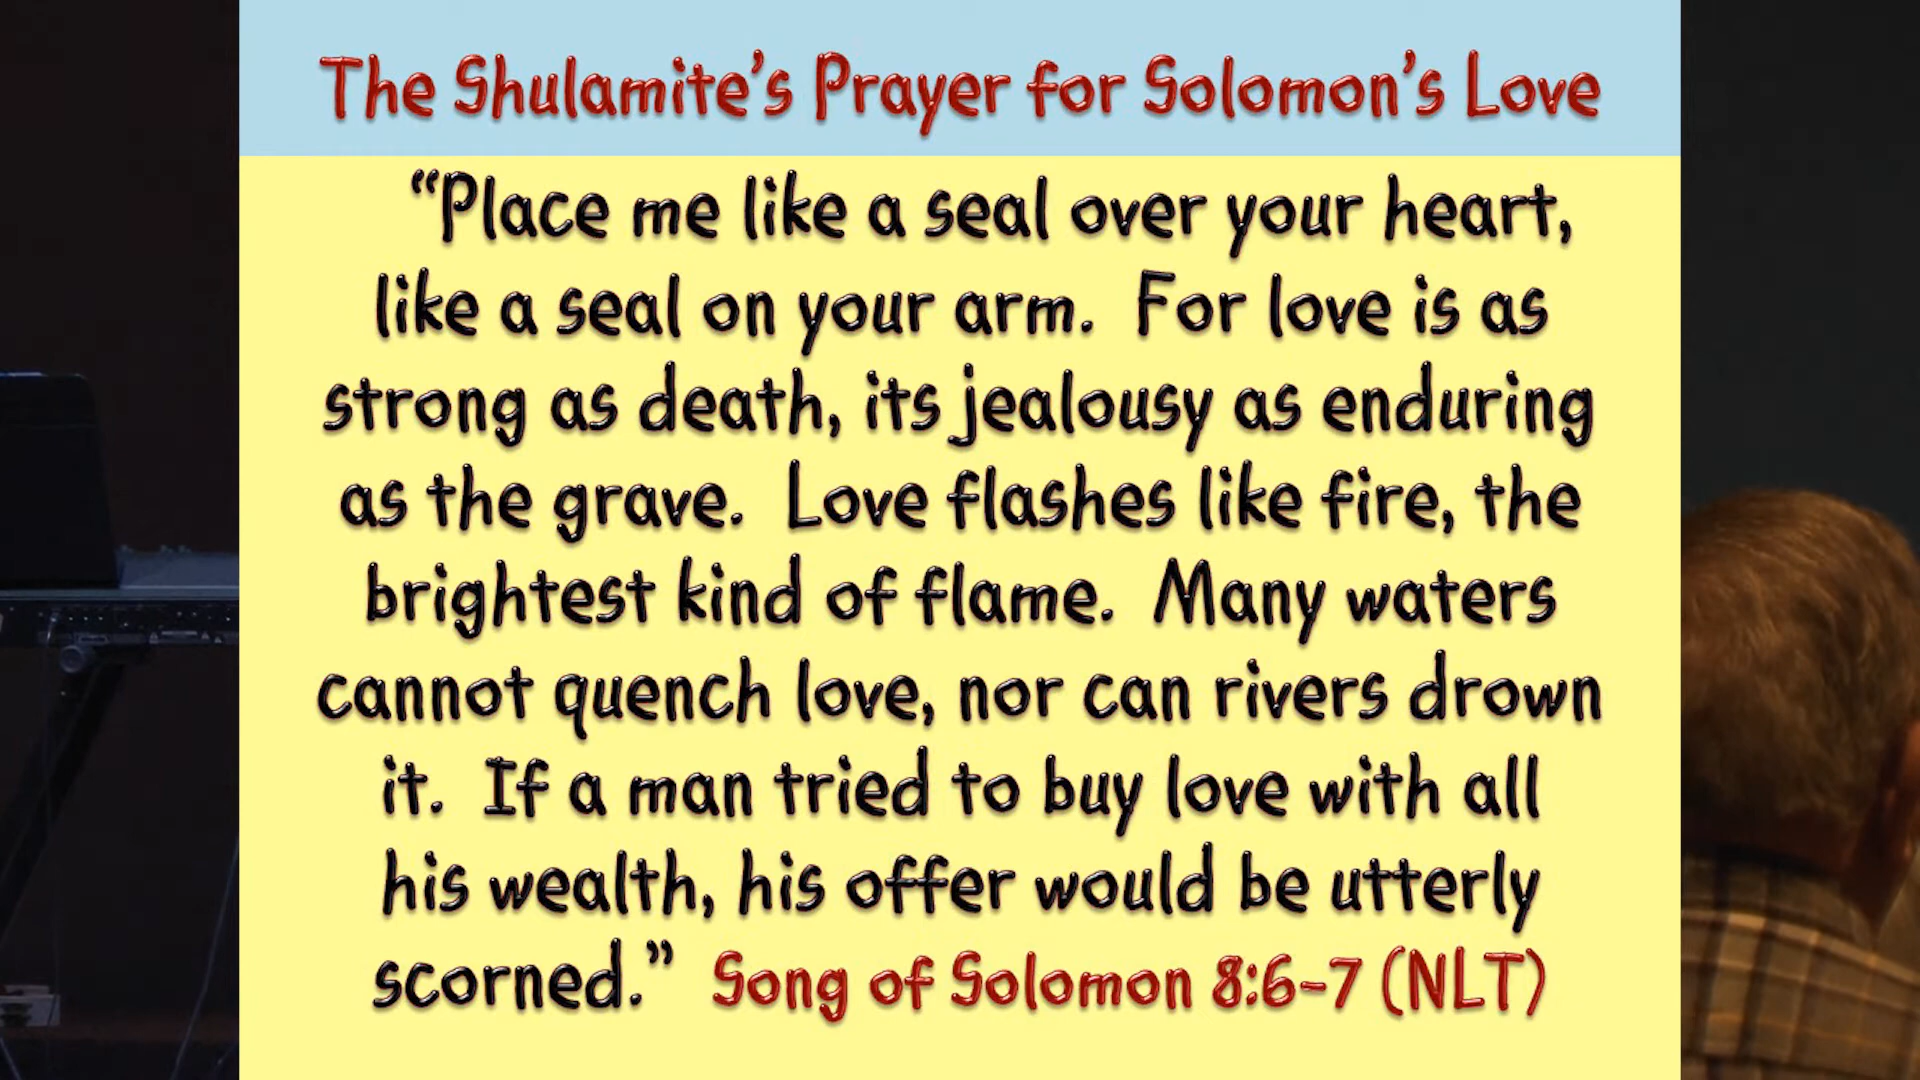 The Shulamite’s Prayer for Solomon’s Love
“Place me like a seal over your heart,
like a seal on your arm. For love is as
strong as death, its jealousy as enduring
as the grave. Love flashes like fire, the
brightest kind of flame. Many waters
cannot quench love, nor can rivers drown
it. If a man tried to buy love with all
his wealth, his offer would be utterly
scorned.” Song of Solomon 8:6-7 (NLT)